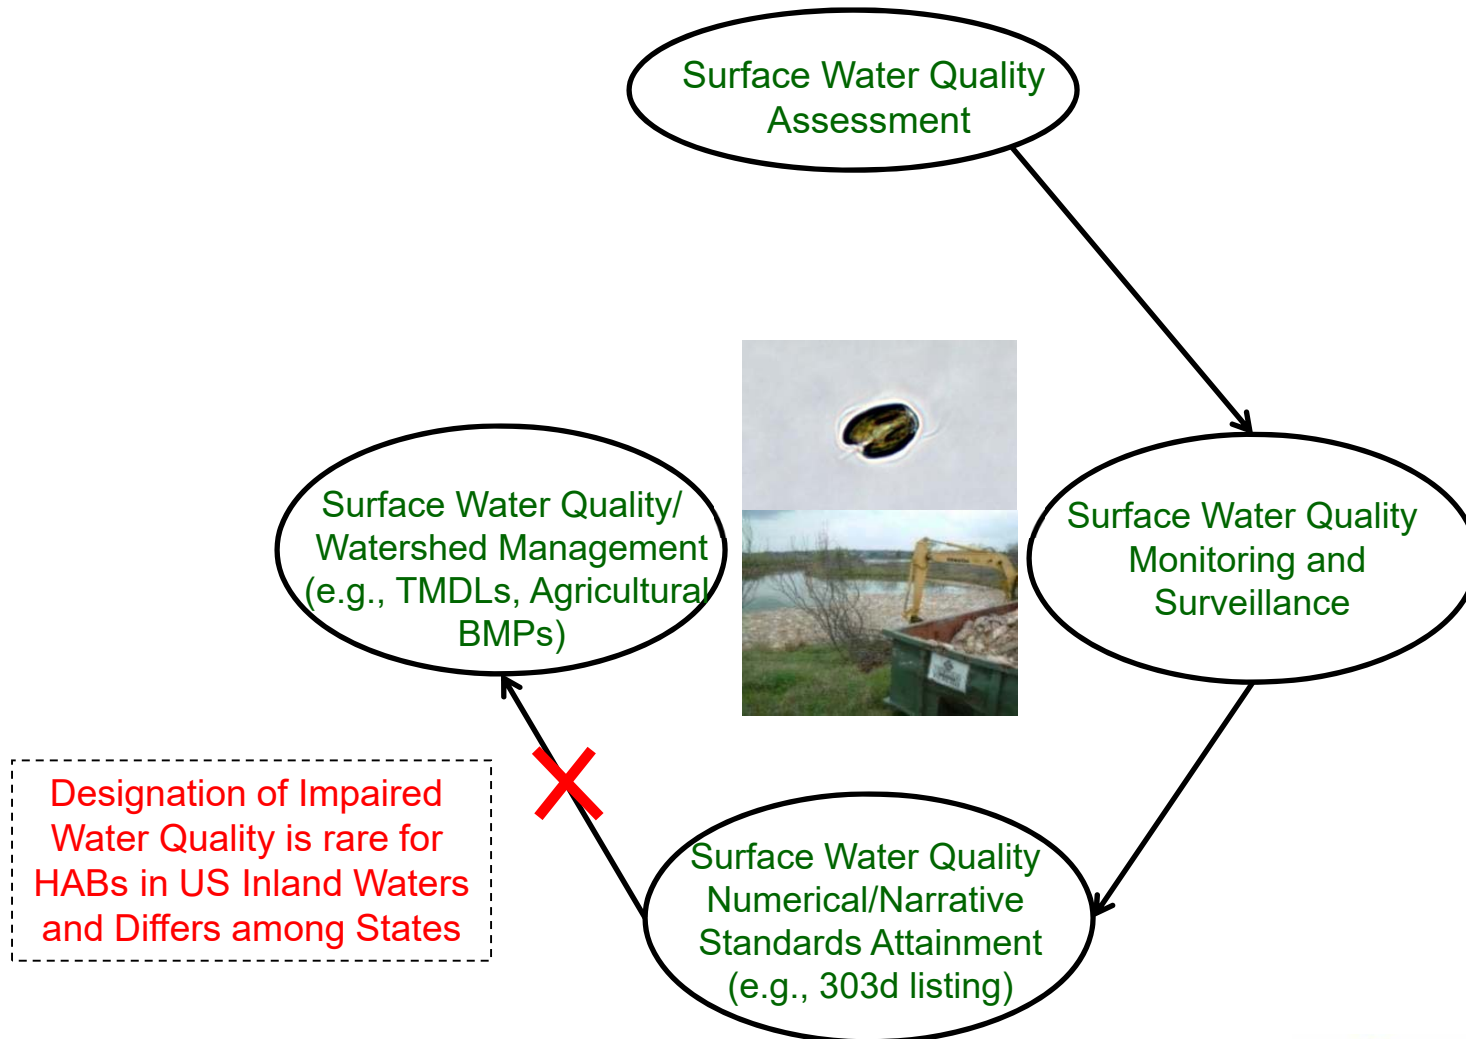 Surface Water Quality
Assessment
Surface Water Quality/
Watershed Management
(e.g., TMDLs, Agricultural
BMPs)
Surface Water Quality
Monitoring and
Surveillance
Designation of Impaired
Water Quality is rare for
HABs in US Inland Waters
and Differs among States
Surface Water Quality
Numerical/Narrative
Standards Attainment
(e.g., 303d listing)